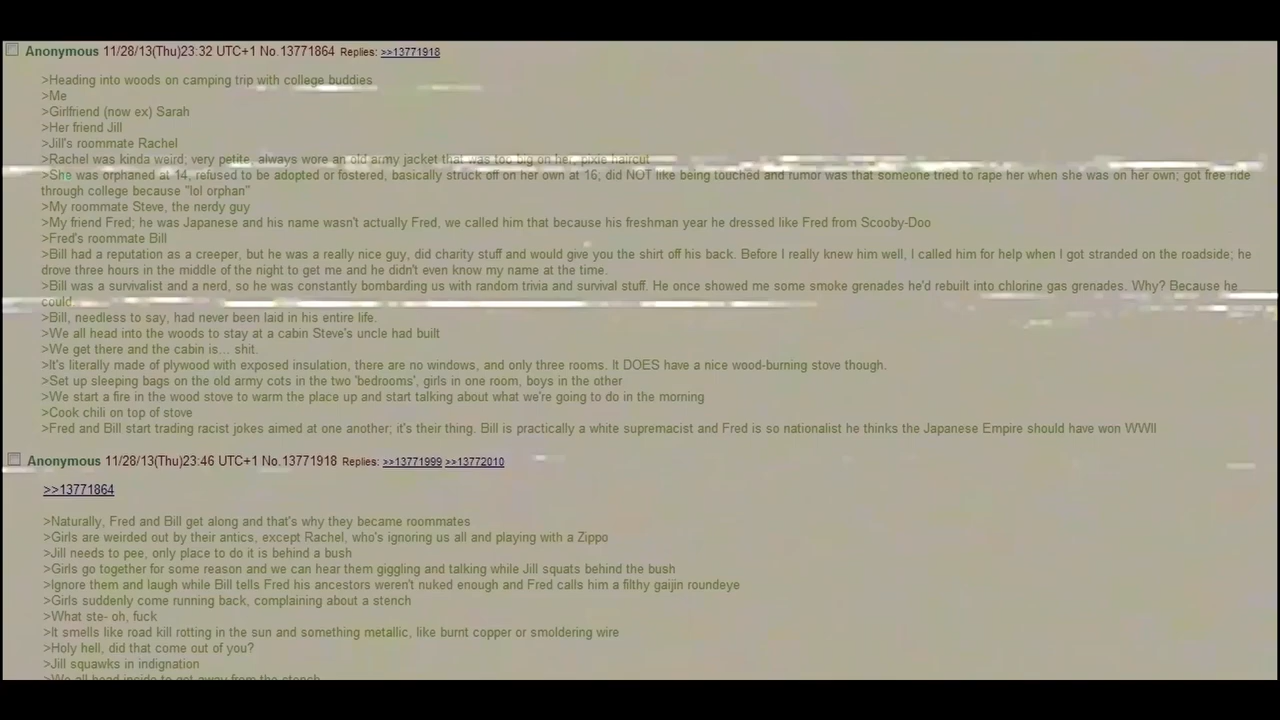 Anonymous 11/28/13(Thu)23:32 UTC+1 No.13771864 Replies: >>13771918
>Heading into woods on camping trip with college buddies
>Me
>Girlfriend (now ex) Sarah
>Her friend Jill
>Jill's roommate Rachel
>Rachel was kinda weird; very petite, always wore an old army jacket that was too big on her, pixie haircut
>She was orphaned at 14, refused to be adopted or fostered, basically struck off on her own at 16; did NOT like being touched and rumor was that someone tried to rape her when she was on her own; got free ride
through college because "lol orphan"
>My roommate Steve, the nerdy guy
>My friend Fred; he was Japanese and his name wasn't actually Fred, we called him that because his freshman year he dressed like Fred from Scooby-Doo
>Fred's roommate Bill
>Bill had a reputation as a creeper, but he was a really nice guy, did charity stuff and would give you the shirt off his back. Before I really knew him well, I called him for help when I got stranded on the roadside; he
drove three hours in the middle of the night to get me and he didn't even know my name at the time.
>Bill was a survivalist and a nerd, so he was constantly bombarding us with random trivia and survival stuff. He once showed me some smoke grenades he'd rebuilt into chlorine gas grenades. Why? Because he
could.
>Bill, needless to say, had never been laid in his entire life.
>We all head into the woods to stay at a cabin Steve's uncle had built
>We get there and the cabin is... shit.
>It's literally made of plywood with exposed insulation, there are no windows, and only three rooms. It DOES have a nice wood-burning stove though.
>Set up sleeping bags on the old army cots in the two 'bedrooms', girls in one room, boys in the other
>We start a fire in the wood stove to warm the place up and start talking about what we're going to do in the morning
>Cook chili on top of stove
>Fred and Bill start trading racist jokes aimed at one another; it's their thing. Bill is practically a white supremacist and Fred is so nationalist he thinks the Japanese Empire should have won WWII
Anonymous 11/28/13(Thu)23:46 UTC+1 No.13771918 Replies: >>13771999 >>13772010
>>13771864
>Naturally, Fred and Bill get along and that's why they became roommates
>Girls are weirded out by their antics, except Rachel, who's ignoring us all and playing with a Zippo
>Jill needs to pee, only place to do it is behind a bush
>Girls go together for some reason and we can hear them giggling and talking while Jill squats behind the bush
>Ignore them and laugh while Bill tells Fred his ancestors weren't nuked enough and Fred calls him a filthy gaijin roundeye
>Girls suddenly come running back, complaining about a stench
>What ste- oh, fuck
>It smells like road kill rotting in the sun and something metallic, like burnt copper or smoldering wire
>Holy hell, did that come out of you?
>Jill squawks in indignation
>We all head inside to get away from the stench